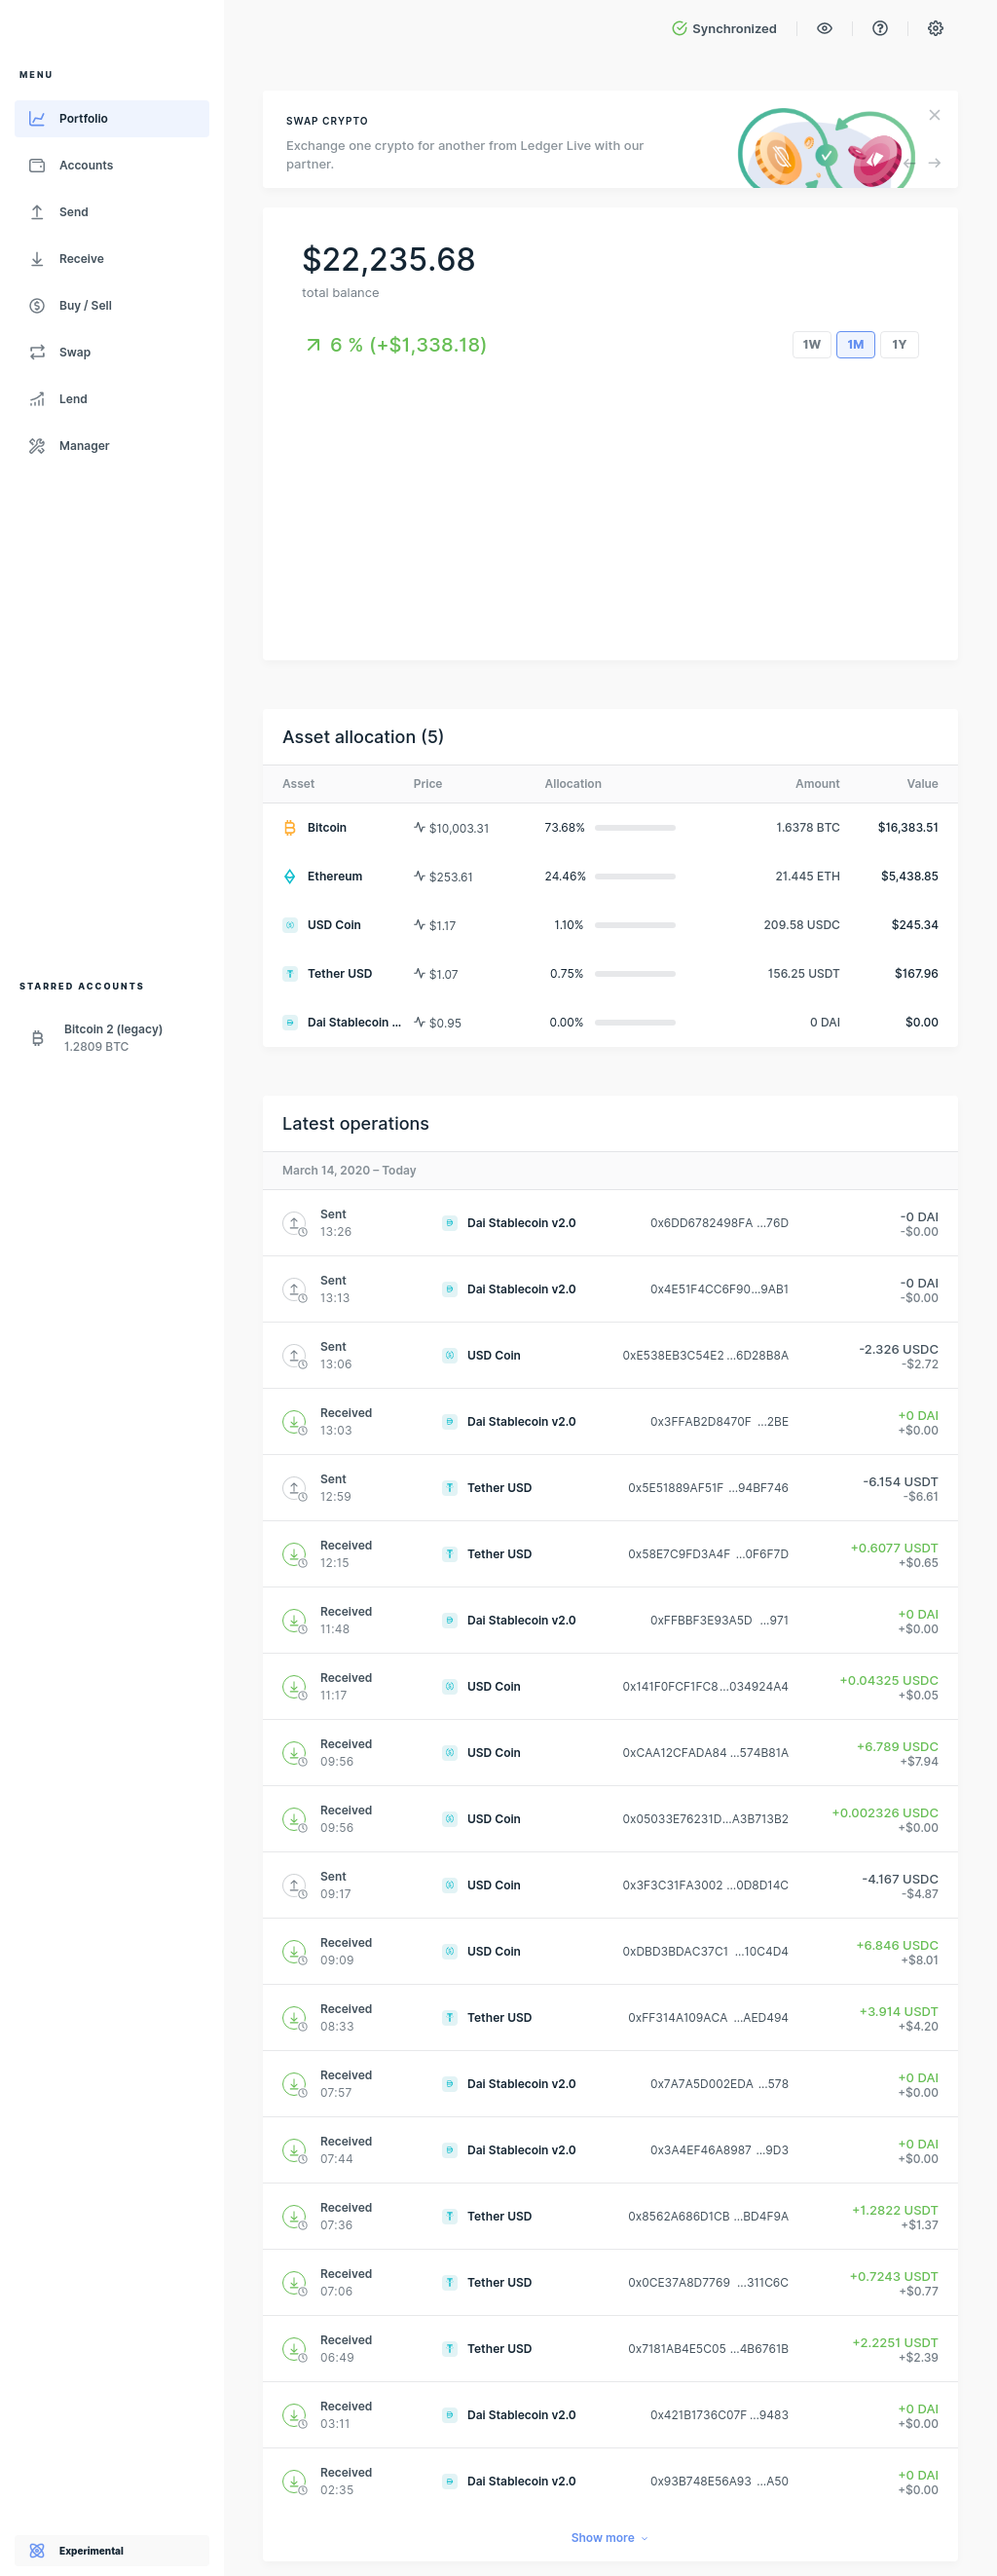 Synchronized
MENU
Portfolio
Accounts
Send
Receive
Buy / Sell
Swap
Lend
Manager
STARRED ACCOUNTS
Bitcoin 2 (legacy)
1.2809 BTC
Experimental
SWAP CRYPTO
Exchange one crypto for another from Ledger Live with our
partner.
$22,235.68
total balance
6 % (+$1,338.18)
1W 1M 1Y
Asset allocation (5)
Asset Price Allocation Amount Value
Bitcoin $10,003.31 73.68% 1.6378 BTC $16,383.51
Ethereum $253.61 24.46% 21.445 ETH $5,438.85
USD Coin $1.17 1.10% 209.58 USDC $245.34
Tether USD $1.07 0.75% 156.25 USDT $167.96
Dai Stablecoin ... $0.95 0.00% 0 DAI $0.00
Latest operations
March 14, 2020 – Today
Sent Dai Stablecoin v2.0 0x6DD6782498FA ...76D -0 DAI
13:26 -$0.00
Sent Dai Stablecoin v2.0 0x4E51F4CC6F90...9AB1 -0 DAI
13:13 -$0.00
Sent USD Coin 0xE538EB3C54E2 ...6D28B8A -2.326 USDC
13:06 -$2.72
Received Dai Stablecoin v2.0 0x3FFAB2D8470F ...2BE +0 DAI
13:03 +$0.00
Sent Tether USD 0x5E51889AF51F ...94BF746 -6.154 USDT
12:59 -$6.61
Received Tether USD 0x58E7C9FD3A4F ...0F6F7D +0.6077 USDT
12:15 +$0.65
Received Dai Stablecoin v2.0 0xFFBBF3E93A5D ...971 +0 DAI
11:48 +$0.00
Received USD Coin 0x141F0FCF1FC8...034924A4 +0.04325 USDC
11:17 +$0.05
Received USD Coin 0xCAA12CFADA84 ...574B81A +6.789 USDC
09:56 +$7.94
Received USD Coin 0x05033E76231D...A3B713B2 +0.002326 USDC
09:56 +$0.00
Sent USD Coin 0x3F3C31FA3002 ...0D8D14C -4.167 USDC
09:17 -$4.87
Received USD Coin 0xDBD3BDAC37C1 ...10C4D4 +6.846 USDC
09:09 +$8.01
Received Tether USD 0xFF314A109ACA ...AED494 +3.914 USDT
08:33 +$4.20
Received Dai Stablecoin v2.0 0x7A7A5D002EDA ...578 +0 DAI
07:57 +$0.00
Received Dai Stablecoin v2.0 0x3A4EF46A8987 ...9D3 +0 DAI
07:44 +$0.00
Received Tether USD 0x8562A686D1CB ...BD4F9A +1.2822 USDT
07:36 +$1.37
Received Tether USD 0x0CE37A8D7769 ...311C6C +0.7243 USDT
07:06 +$0.77
Received Tether USD 0x7181AB4E5C05 ...4B6761B +2.2251 USDT
06:49 +$2.39
Received Dai Stablecoin v2.0 0x421B1736C07F ...9483 +0 DAI
03:11 +$0.00
Received Dai Stablecoin v2.0 0x93B748E56A93 ...A50 +0 DAI
02:35 +$0.00
Show more